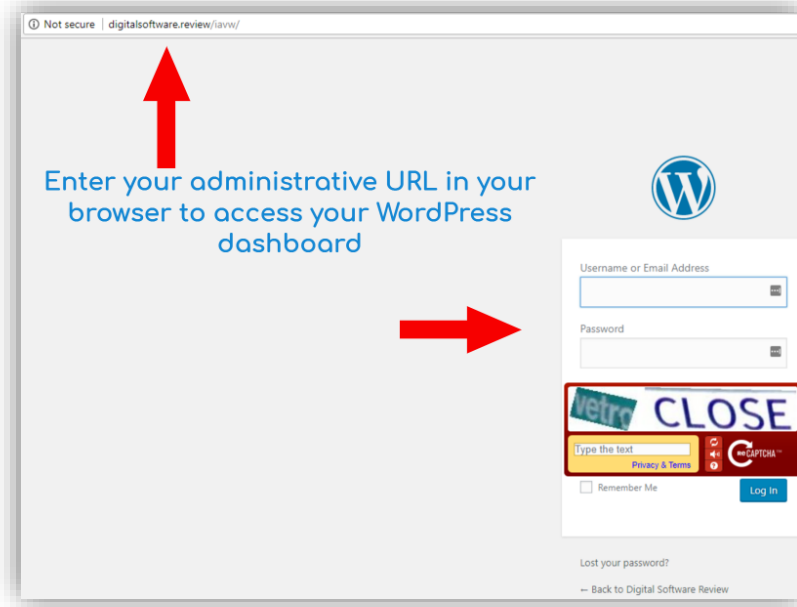 Not secure | digitalsoftware.review/iavw/
Enter your administrative URL in your
browser to access your WordPress
dashboard
W
Username or Email Address
Password
vetro CLOSE
Type the text
Privacy & Terms
reCAPTCHA™
Remember Me
Log In
Lost your password?
← Back to Digital Software Review